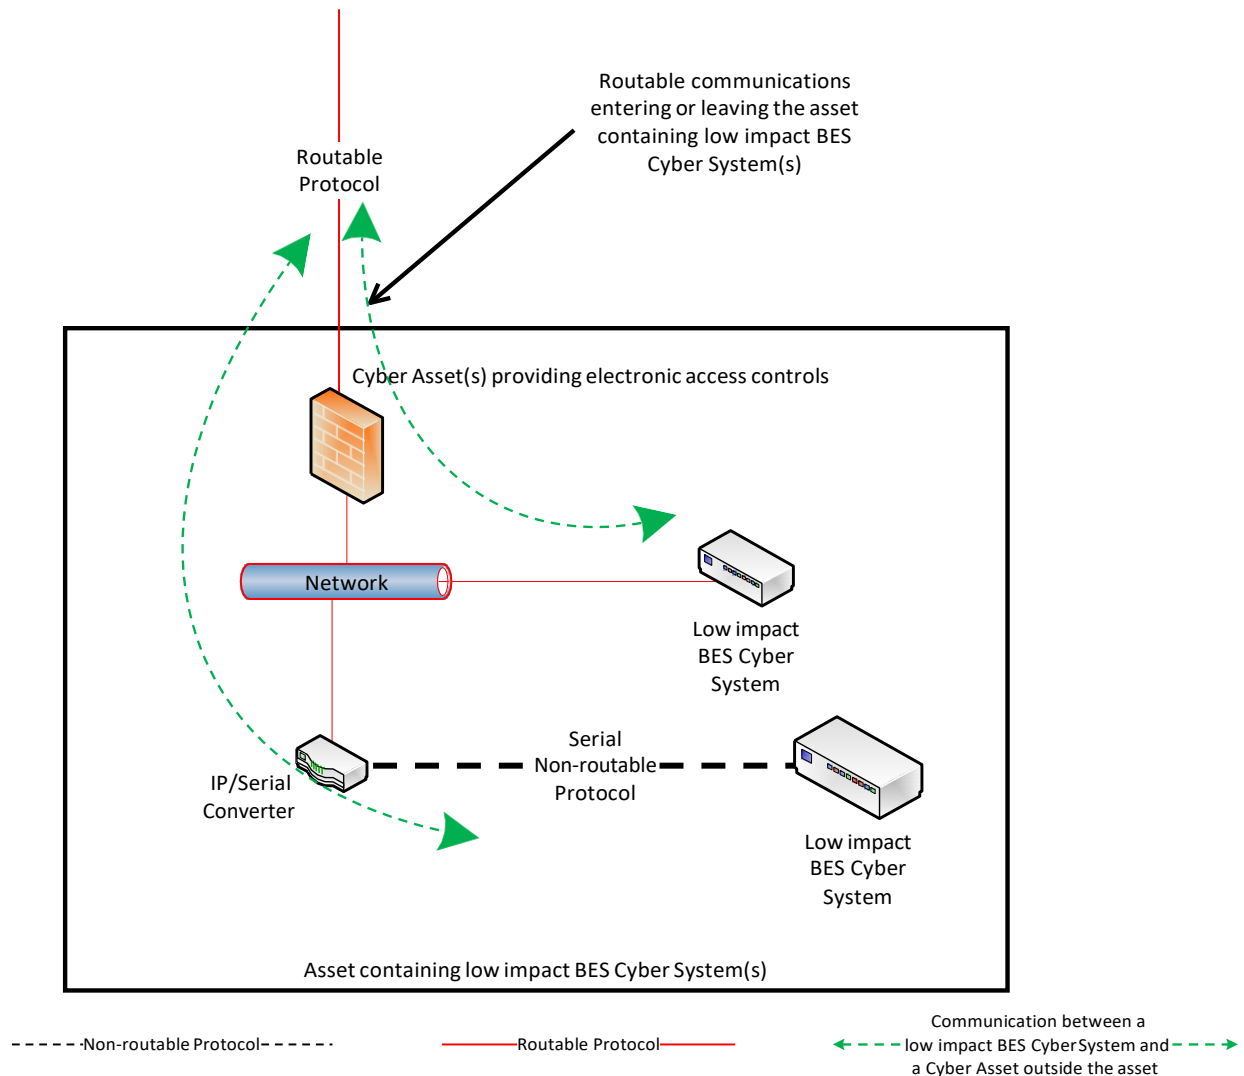 Routable communications
entering or leaving the asset
containing low impact BES
Cyber System(s)
Routable
Protocol
Cyber Asset(s) providing electronic access controls
Network
Low impact
BES Cyber
System
Serial
Non-routable
Protocol
IP/Serial
Converter
Low impact
BES Cyber
System
Asset containing low impact BES Cyber System(s)
Non-routable Protocol
Routable Protocol
Communication between a
low impact BES Cyber System and
a Cyber Asset outside the asset